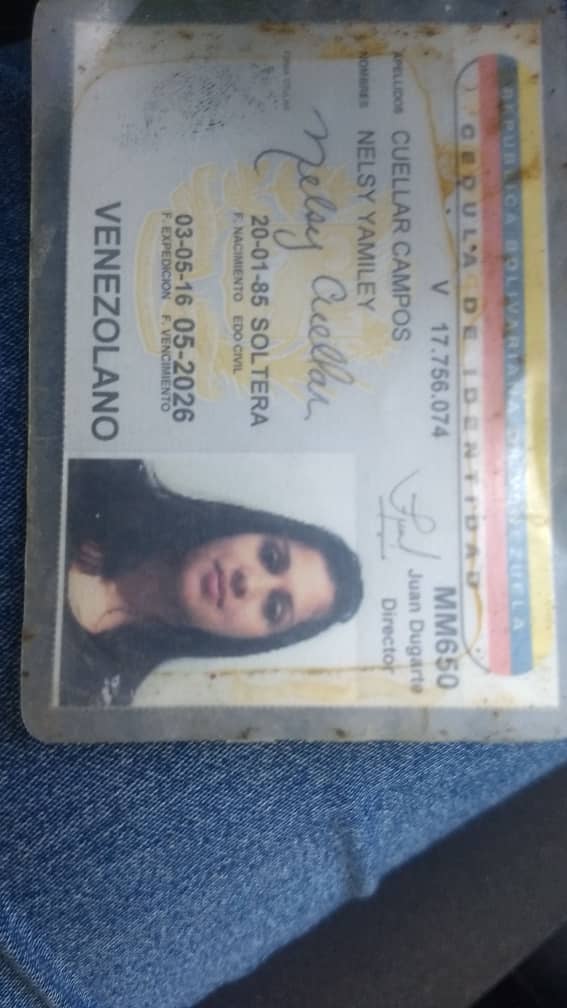 REPUBLICA BOLIVARIANA DE VENEZUELA
CEDULA DE IDENTIDAD
V 17.756.074
MM650
Juan Dugarte
Director
APELLIDOS CUELLAR CAMPOS
NOMBRES NELSY YAMILEY
FIRMA TITULAR
Nelsy Cuellar
20-01-85 SOLTERA
F. NACIMIENTO EDO CIVIL
03-05-16 05-2026
F. EXPEDICION F. VENCIMIENTO
VENEZOLANO